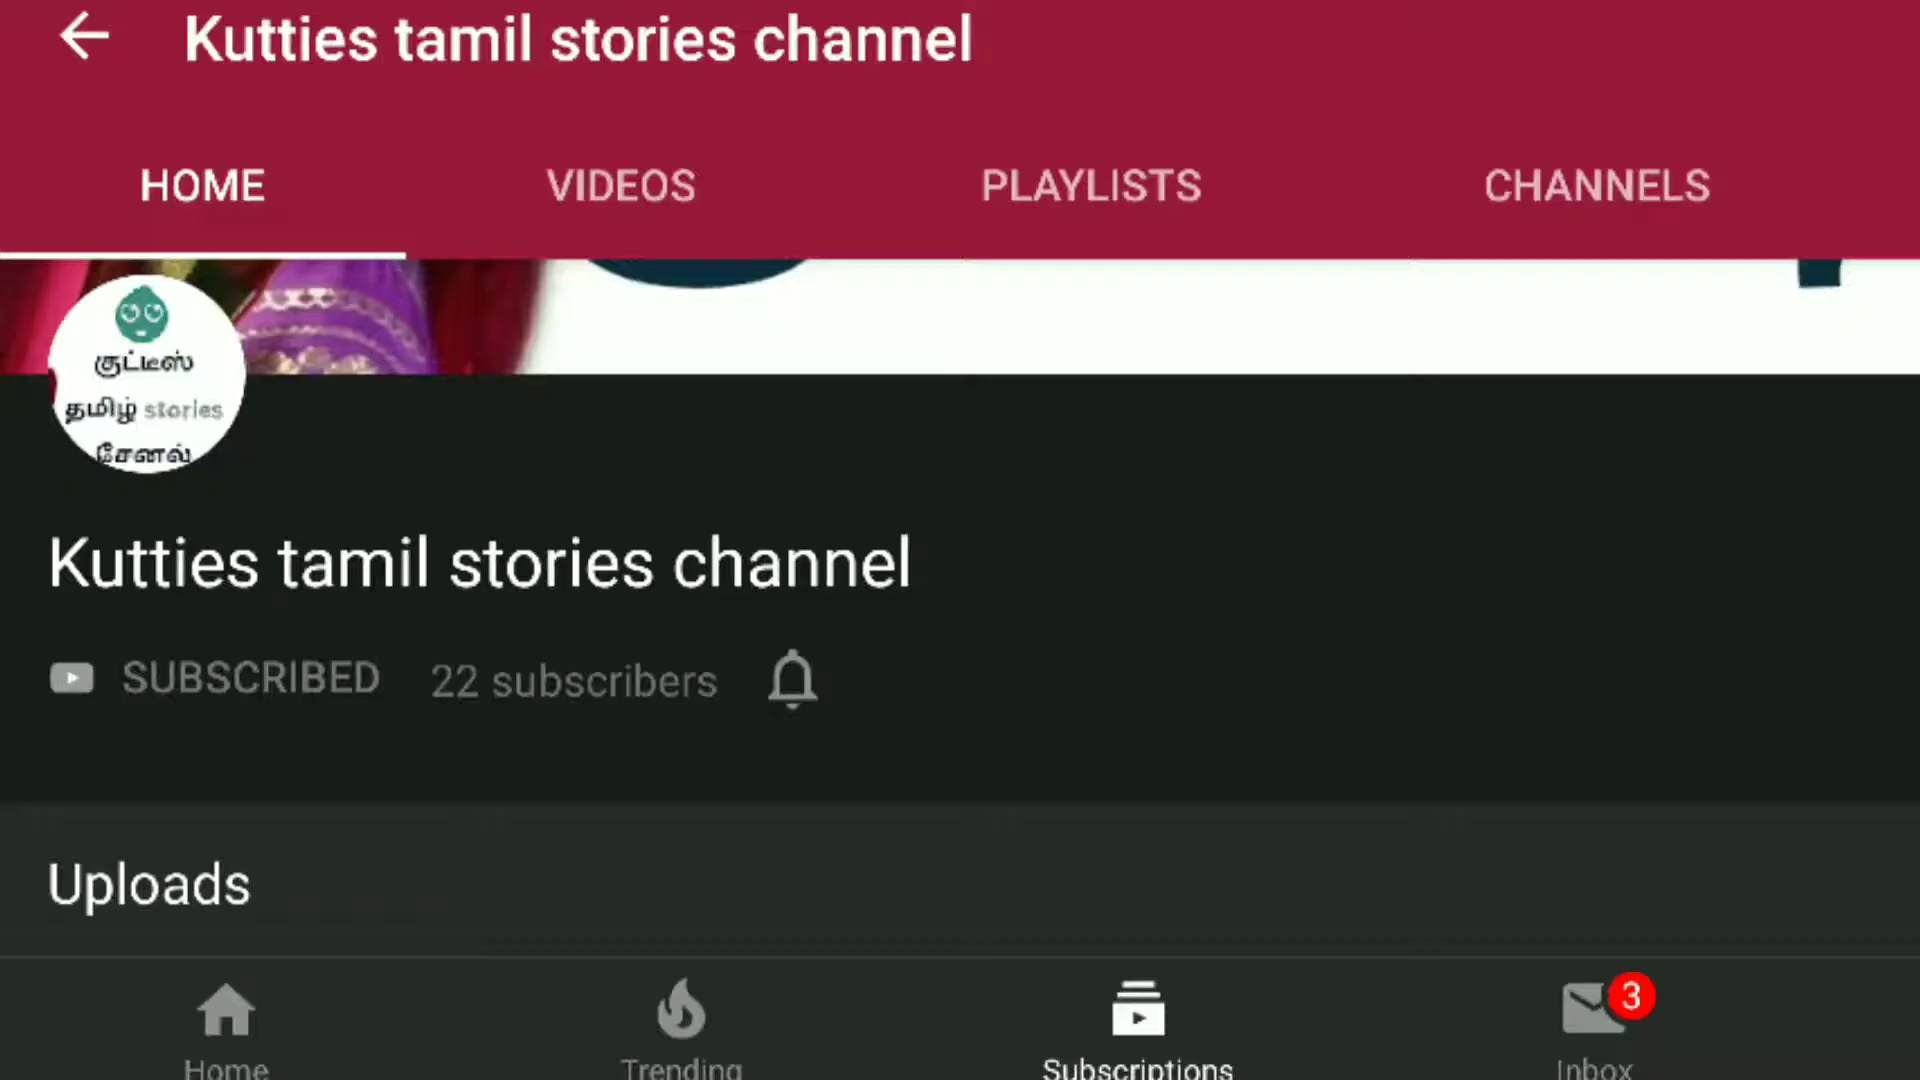 Kutties tamil stories channel
HOME VIDEOS PLAYLISTS CHANNELS
குட்டீஸ்
தமிழ் stories
சேனல்
Kutties tamil stories channel
SUBSCRIBED 22 subscribers
Uploads
3
Home Trending Subscriptions Inbox